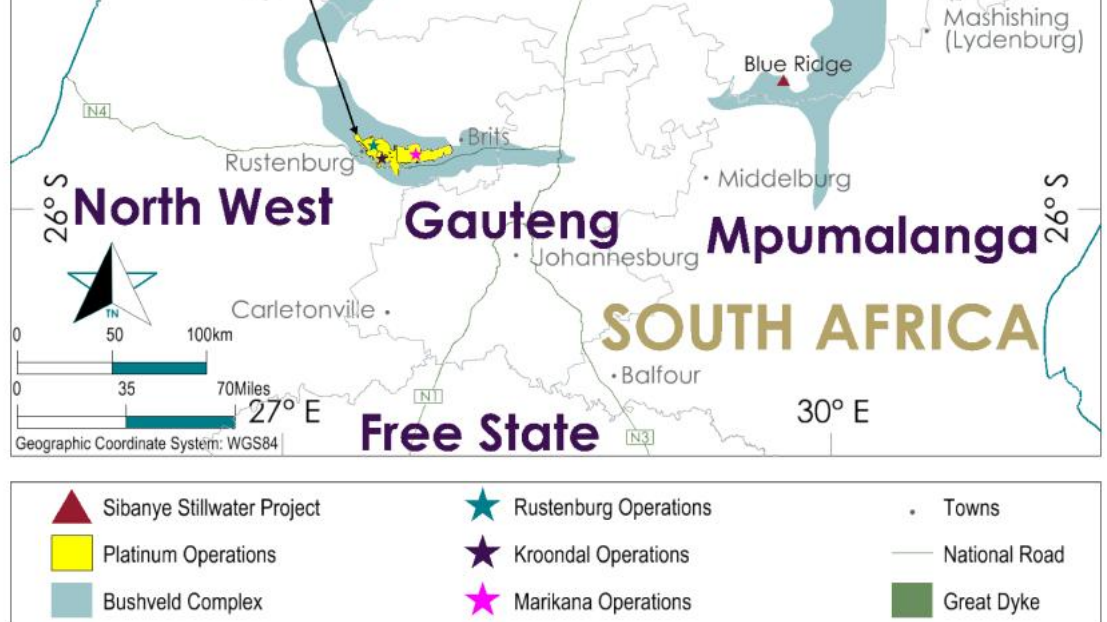 Mashishing
(Lydenburg)
Blue Ridge
N4
Brits
Rustenburg
Middelburg
26° S
North West
Gauteng
Mpumalanga
26° S
Johannesburg
TN
Carletonville
SOUTH AFRICA
0 50 100km
Balfour
0 35 70Miles
N1
27° E
30° E
Free State
N3
Geographic Coordinate System: WGS84
Sibanye Stillwater Project
Rustenburg Operations
Towns
Platinum Operations
Kroondal Operations
National Road
Bushveld Complex
Marikana Operations
Great Dyke